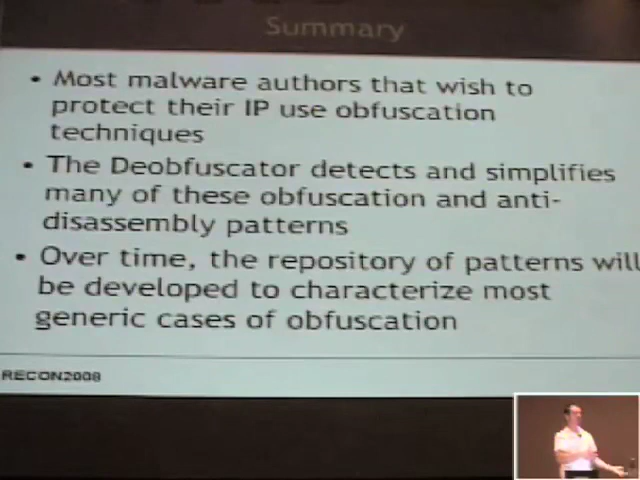 Summary
• Most malware authors that wish to
protect their IP use obfuscation
techniques
• The Deobfuscator detects and simplifies
many of these obfuscation and anti-
disassembly patterns
• Over time, the repository of patterns will
be developed to characterize most
generic cases of obfuscation
RECON2008